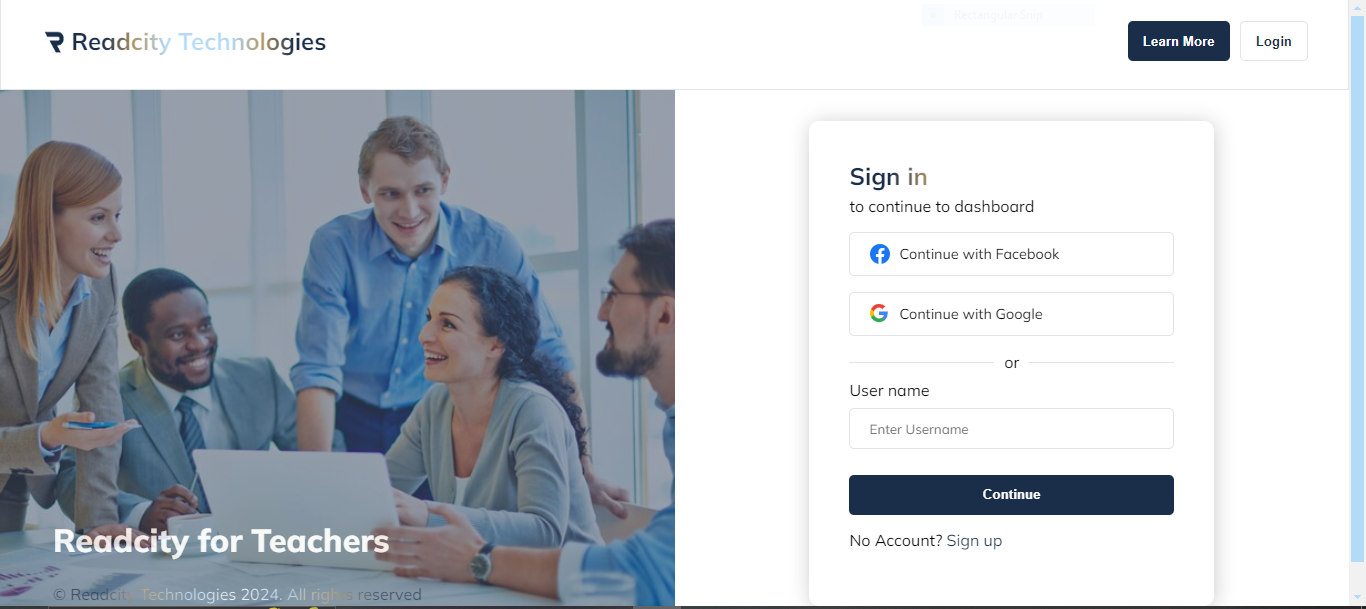 Readcity Technologies
Rectangular Snip
Learn More
Login
Sign in
to continue to dashboard
Continue with Facebook
Continue with Google
or
User name
Enter Username
Continue
No Account? Sign up
Readcity for Teachers
© Readcity Technologies 2024. All rights reserved